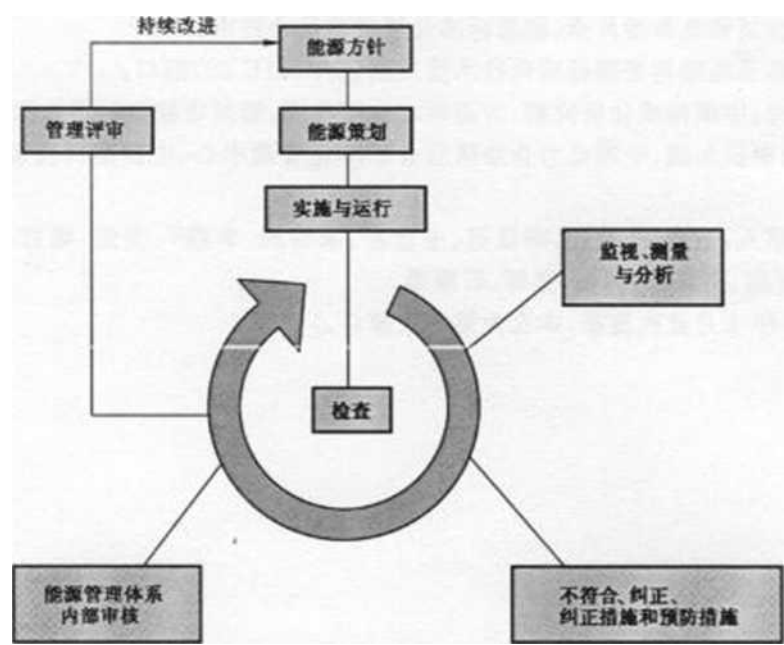 持续改进
能源方针
管理评审
能源策划
实施与运行
监视、测量
与分析
检查
能源管理体系
内部审核
不符合、纠正、
纠正措施和预防措施